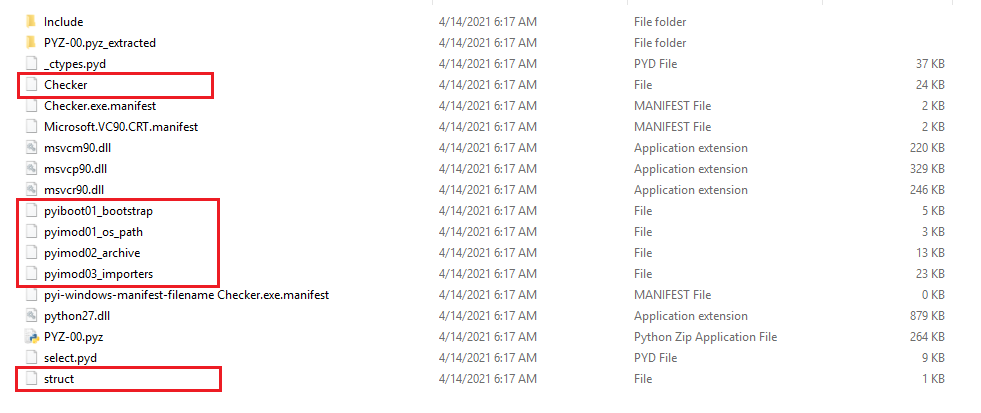 Include 4/14/2021 6:17 AM File folder
PYZ-00.pyz_extracted 4/14/2021 6:17 AM File folder
_ctypes.pyd 4/14/2021 6:17 AM PYD File 37 KB
Checker 4/14/2021 6:17 AM File 24 KB
Checker.exe.manifest 4/14/2021 6:17 AM MANIFEST File 2 KB
Microsoft.VC90.CRT.manifest 4/14/2021 6:17 AM MANIFEST File 2 KB
msvcm90.dll 4/14/2021 6:17 AM Application extension 220 KB
msvcp90.dll 4/14/2021 6:17 AM Application extension 329 KB
msvcr90.dll 4/14/2021 6:17 AM Application extension 246 KB
pyiboot01_bootstrap 4/14/2021 6:17 AM File 5 KB
pyimod01_os_path 4/14/2021 6:17 AM File 3 KB
pyimod02_archive 4/14/2021 6:17 AM File 13 KB
pyimod03_importers 4/14/2021 6:17 AM File 23 KB
pyi-windows-manifest-filename Checker.exe.manifest 4/14/2021 6:17 AM MANIFEST File 0 KB
python27.dll 4/14/2021 6:17 AM Application extension 879 KB
PYZ-00.pyz 4/14/2021 6:17 AM Python Zip Application File 264 KB
select.pyd 4/14/2021 6:17 AM PYD File 9 KB
struct 4/14/2021 6:17 AM File 1 KB